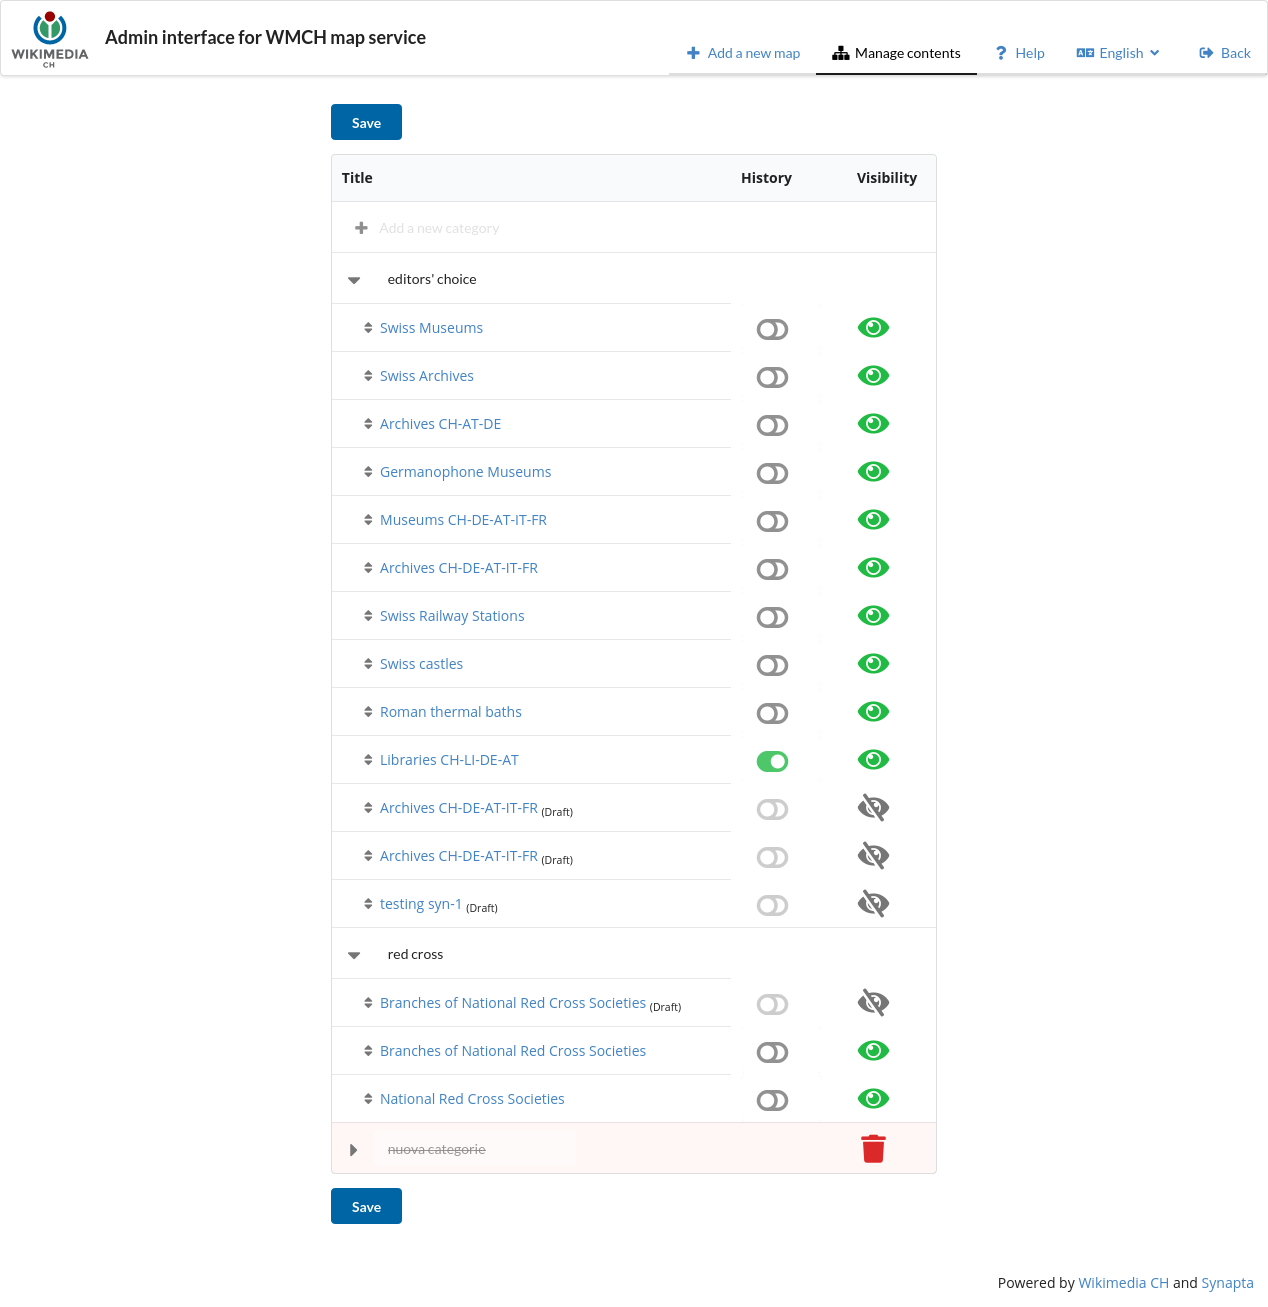 WIKIMEDIA
CH
Admin interface for WMCH map service
Add a new map
Manage contents
Help
English
Back
Save
Title History Visibility
Add a new category
editors' choice
Swiss Museums
Swiss Archives
Archives CH-AT-DE
Germanophone Museums
Museums CH-DE-AT-IT-FR
Archives CH-DE-AT-IT-FR
Swiss Railway Stations
Swiss castles
Roman thermal baths
Libraries CH-LI-DE-AT
Archives CH-DE-AT-IT-FR (Draft)
Archives CH-DE-AT-IT-FR (Draft)
testing syn-1 (Draft)
red cross
Branches of National Red Cross Societies (Draft)
Branches of National Red Cross Societies
National Red Cross Societies
nuova categorie
Save
Powered by Wikimedia CH and Synapta